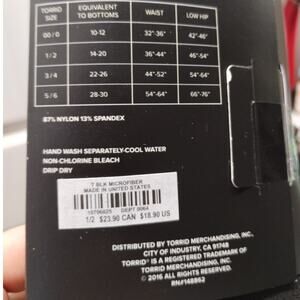 TORRID SIZE EQUIVALENT TO BOTTOMS WAIST LOW HIP
00/0 10-12 32"-36" 42"-46"
1/2 14-20 36"-44" 46"-54"
3/4 22-26 44"-52" 54"-64"
5/6 28-30 54"-64" 66"-76"
87% NYLON 13% SPANDEX
HAND WASH SEPARATELY-COOL WATER
NON-CHLORINE BLEACH
DRIP DRY
T BLK MICROFIBER
MADE IN UNITED STATES
10796825 DEPT 0064
1/2 $23.90 CAN $18.90 US
DISTRIBUTED BY TORRID MERCHANDISING, INC.
CITY OF INDUSTRY, CA 91748
TORRID® IS A REGISTERED TRADEMARK OF
TORRID MERCHANDISING, INC.
© 2016 ALL RIGHTS RESERVED
RN#148952